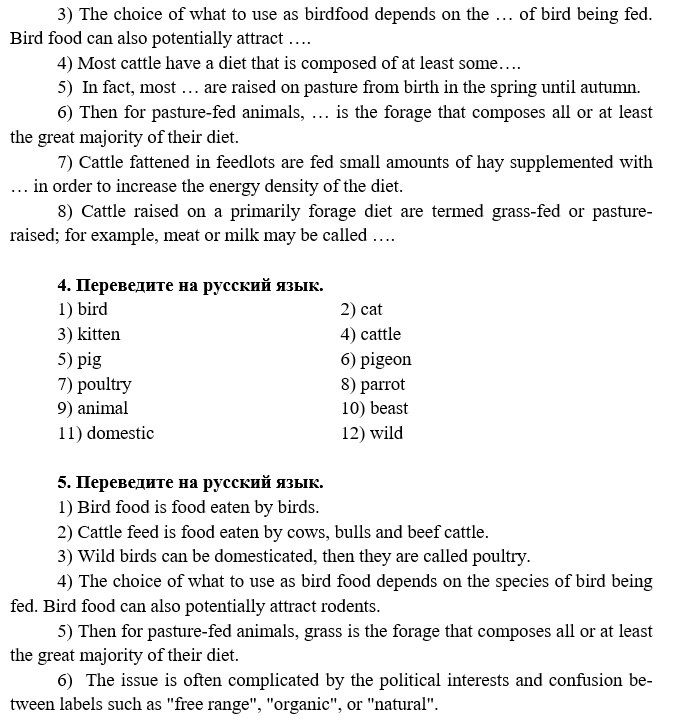 3) The choice of what to use as birdfood depends on the … of bird being fed.
Bird food can also potentially attract ….
4) Most cattle have a diet that is composed of at least some….
5) In fact, most … are raised on pasture from birth in the spring until autumn.
6) Then for pasture-fed animals, … is the forage that composes all or at least
the great majority of their diet.
7) Cattle fattened in feedlots are fed small amounts of hay supplemented with
… in order to increase the energy density of the diet.
8) Cattle raised on a primarily forage diet are termed grass-fed or pasture-
raised; for example, meat or milk may be called ….
4. Переведите на русский язык.
1) bird 2) cat
3) kitten 4) cattle
5) pig 6) pigeon
7) poultry 8) parrot
9) animal 10) beast
11) domestic 12) wild
5. Переведите на русский язык.
1) Bird food is food eaten by birds.
2) Cattle feed is food eaten by cows, bulls and beef cattle.
3) Wild birds can be domesticated, then they are called poultry.
4) The choice of what to use as bird food depends on the species of bird being
fed. Bird food can also potentially attract rodents.
5) Then for pasture-fed animals, grass is the forage that composes all or at least
the great majority of their diet.
6) The issue is often complicated by the political interests and confusion be-
tween labels such as "free range", "organic", or "natural".